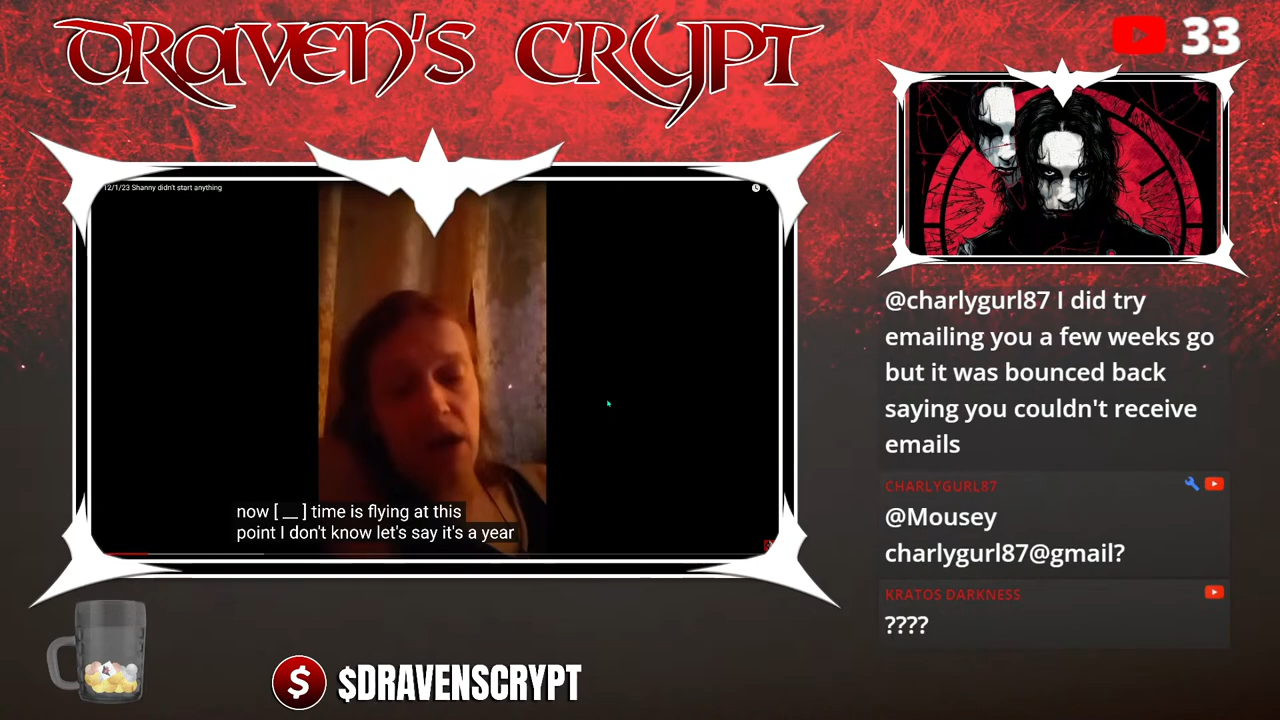 DRAVEN'S CRYPT
33
12/1/23 Shanny didn't start anything
now [ __ ] time is flying at this
point I don't know let's say it's a year
@charlygurl87 I did try
emailing you a few weeks go
but it was bounced back
saying you couldn't receive
emails
CHARLYGURL87
@Mousey
charlygurl87@gmail?
KRATOS DARKNESS
????
$ $DRAVENSCRYPT